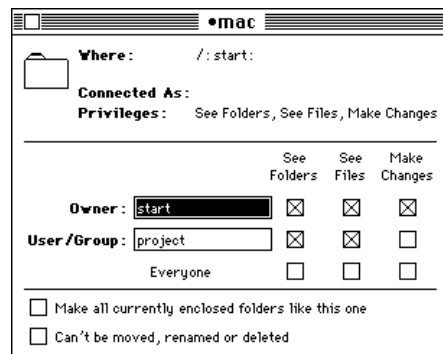 •mac
Where: /:start:
Connected As:
Privileges: See Folders, See Files, Make Changes
See Folders See Files Make Changes
Owner: start
User/Group: project
Everyone
Make all currently enclosed folders like this one
Can't be moved, renamed or deleted